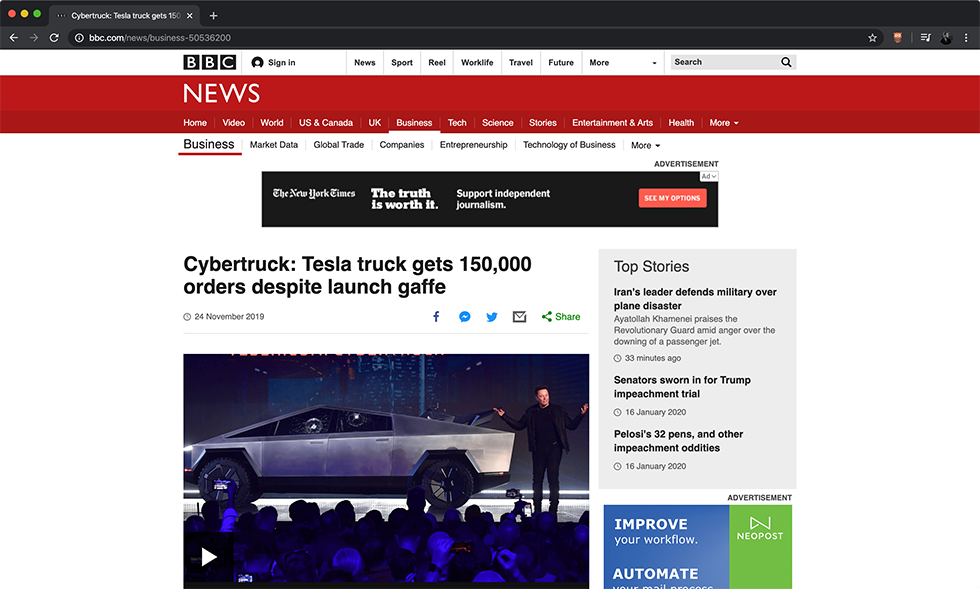 Cybertruck: Tesla truck gets 150
bbc.com/news/business-50536200
BBC
Sign in
News
Sport
Reel
Worklife
Travel
Future
More
Search
NEWS
Home
Video
World
US & Canada
UK
Business
Tech
Science
Stories
Entertainment & Arts
Health
More
Business
Market Data
Global Trade
Companies
Entrepreneurship
Technology of Business
More
ADVERTISEMENT
Ad
The New York Times
The truth
is worth it.
Support independent
journalism.
SEE MY OPTIONS
Cybertruck: Tesla truck gets 150,000
orders despite launch gaffe
24 November 2019
Share
Top Stories
Iran's leader defends military over
plane disaster
Ayatollah Khamenei praises the
Revolutionary Guard amid anger over the
downing of a passenger jet.
33 minutes ago
Senators sworn in for Trump
impeachment trial
16 January 2020
Pelosi's 32 pens, and other
impeachment oddities
16 January 2020
ADVERTISEMENT
IMPROVE
your workflow.
AUTOMATE
your mail process
NEOPOST